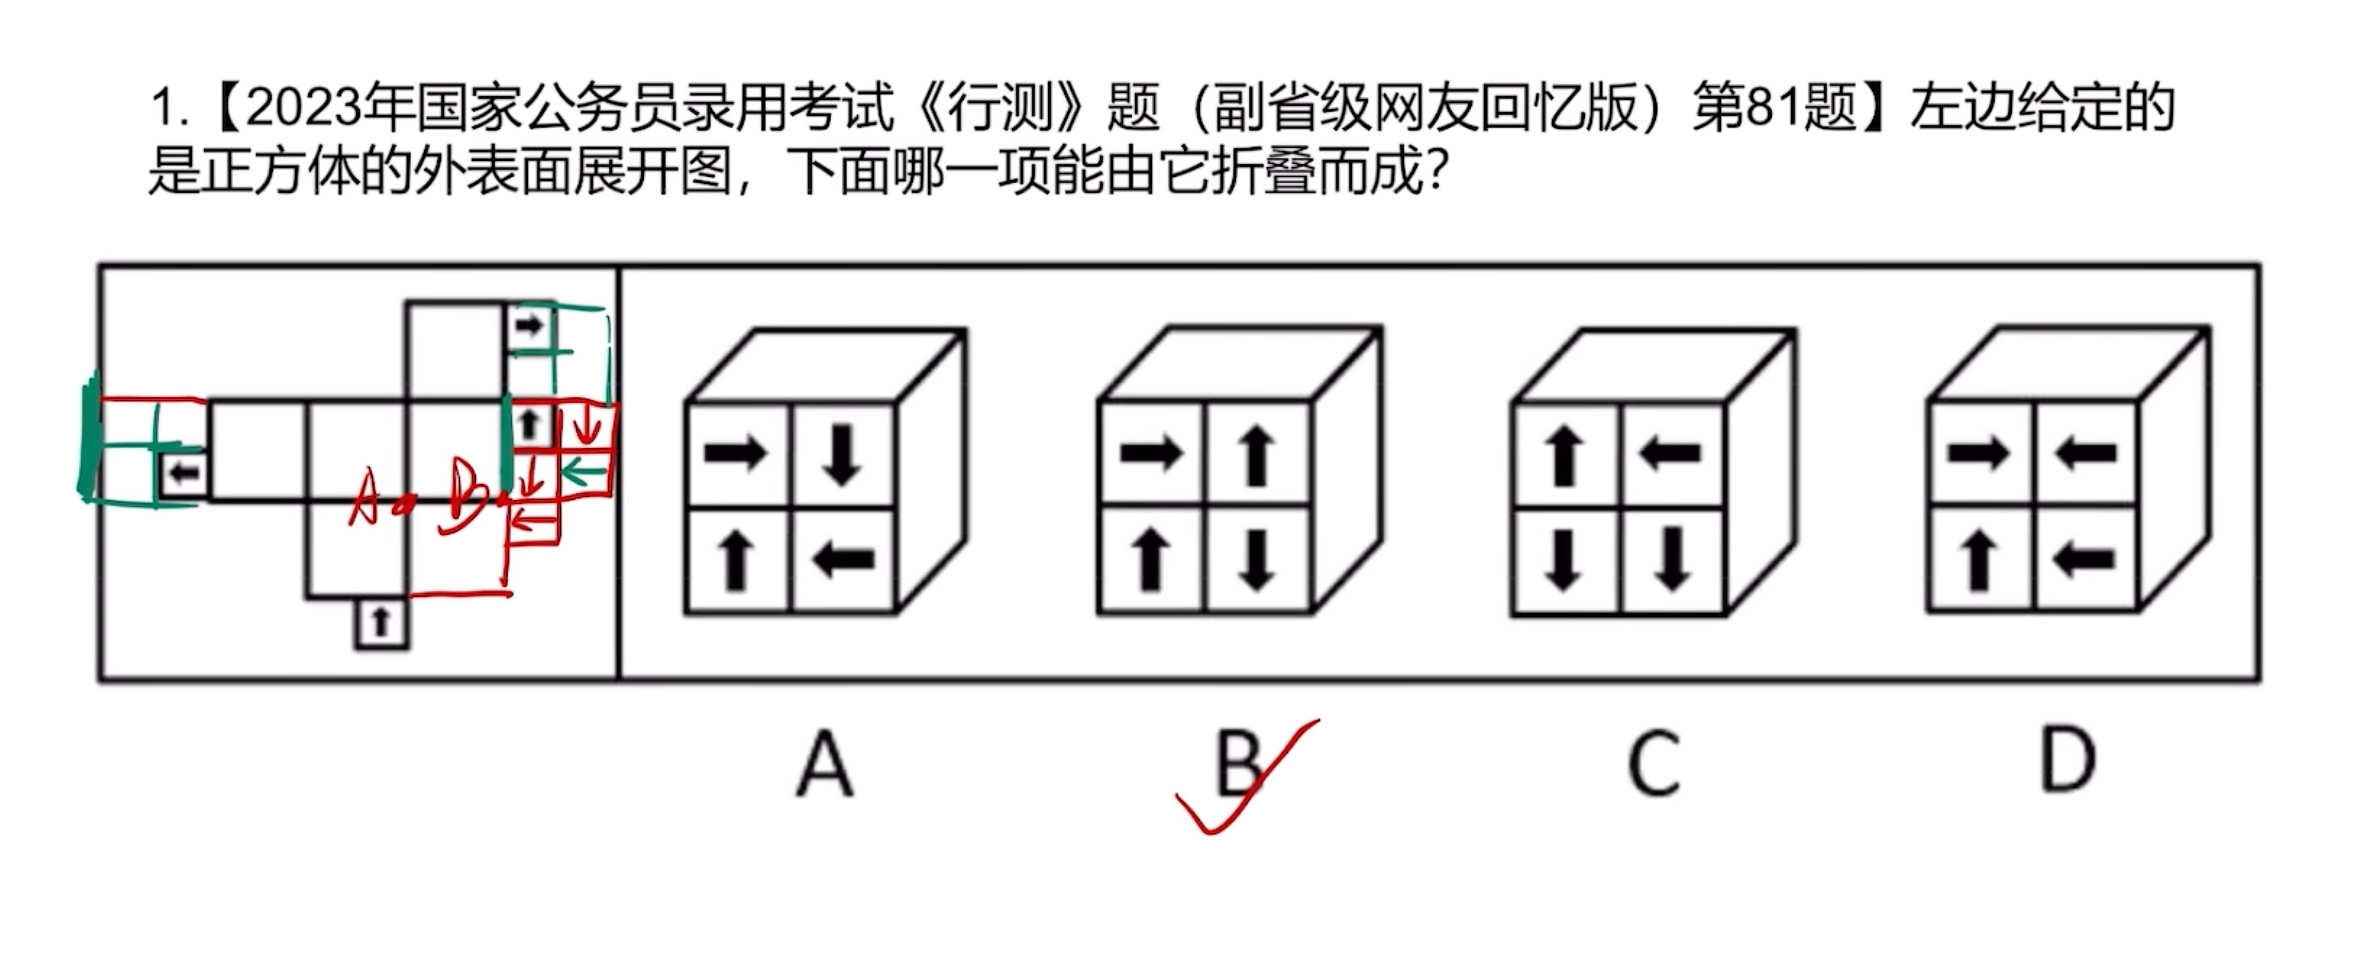 1.【2023年国家公务员录用考试《行测》题（副省级网友回忆版）第81题】左边给定的
是正方体的外表面展开图，下面哪一项能由它折叠而成？
A B
A B C D